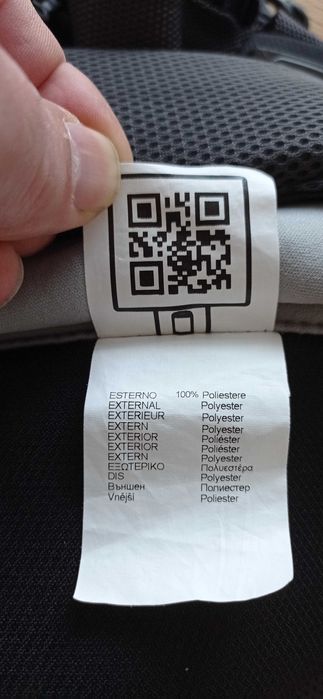 ESTERNO 100% Poliestere
EXTERNAL Polyester
EXTERIEUR Polyester
EXTERN Polyester
EXTERIOR Poliéster
EXTERIOR Poliéster
EXTERN Polyester
ΕΞΩΤΕΡΙΚΟ Πολυεστέρα
DIS Polyester
Външен Полиестер
Vnější Poliester